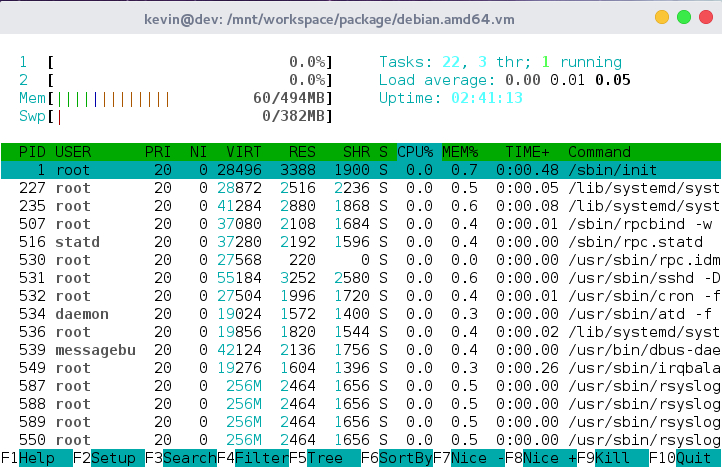 kevin@dev: /mnt/workspace/package/debian.amd64.vm
1 [ 0.0%] Tasks: 22, 3 thr; 1 running
2 [ 0.0%] Load average: 0.00 0.01 0.05
Mem[||||||||||||| 60/494MB] Uptime: 02:41:13
Swp[| 0/382MB]
PID USER PRI NI VIRT RES SHR S CPU% MEM% TIME+ Command
1 root 20 0 28496 3388 1900 S 0.0 0.7 0:00.48 /sbin/init
227 root 20 0 28872 2516 2236 S 0.0 0.5 0:00.05 /lib/systemd/syst
235 root 20 0 41284 2880 1868 S 0.0 0.6 0:00.08 /lib/systemd/syst
507 root 20 0 37080 2108 1684 S 0.0 0.4 0:00.01 /sbin/rpcbind -w
516 statd 20 0 37280 2192 1596 S 0.0 0.4 0:00.00 /sbin/rpc.statd
530 root 20 0 27568 220 0 S 0.0 0.0 0:00.00 /usr/sbin/rpc.idm
531 root 20 0 55184 3252 2580 S 0.0 0.6 0:00.00 /usr/sbin/sshd -D
532 root 20 0 27504 1996 1720 S 0.0 0.4 0:00.01 /usr/sbin/cron -f
534 daemon 20 0 19024 1572 1400 S 0.0 0.3 0:00.00 /usr/sbin/atd -f
536 root 20 0 19856 1820 1544 S 0.0 0.4 0:00.02 /lib/systemd/syst
539 messagebu 20 0 42124 2136 1756 S 0.0 0.4 0:00.00 /usr/bin/dbus-dae
549 root 20 0 19276 1604 1396 S 0.0 0.3 0:00.26 /usr/sbin/irqbala
587 root 20 0 256M 2464 1656 S 0.0 0.5 0:00.00 /usr/sbin/rsyslog
588 root 20 0 256M 2464 1656 S 0.0 0.5 0:00.00 /usr/sbin/rsyslog
589 root 20 0 256M 2464 1656 S 0.0 0.5 0:00.00 /usr/sbin/rsyslog
550 root 20 0 256M 2464 1656 S 0.0 0.5 0:00.00 /usr/sbin/rsyslog
F1Help F2Setup F3SearchF4FilterF5Tree F6SortByF7Nice -F8Nice +F9Kill F10Quit